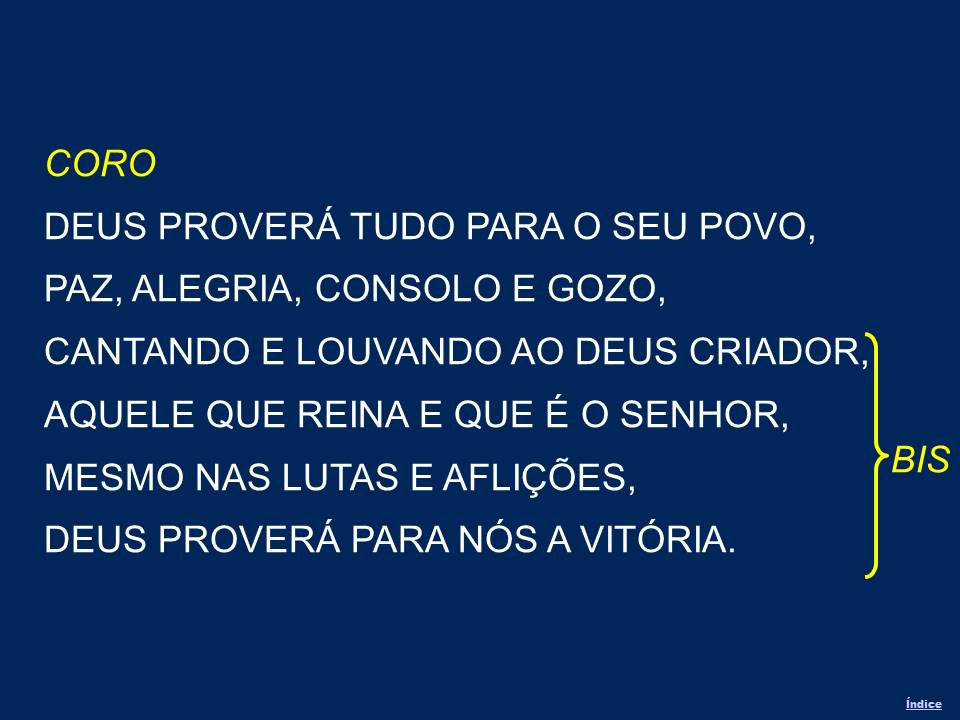 CORO
DEUS PROVERÁ TUDO PARA O SEU POVO,
PAZ, ALEGRIA, CONSOLO E GOZO,
CANTANDO E LOUVANDO AO DEUS CRIADOR,
AQUELE QUE REINA E QUE É O SENHOR,
MESMO NAS LUTAS E AFLIÇÕES,
DEUS PROVERÁ PARA NÓS A VITÓRIA.
BIS
Índice